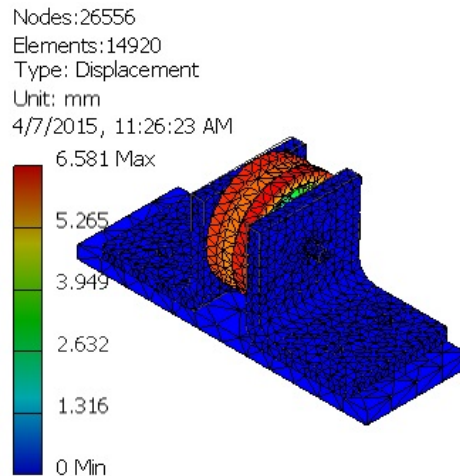 Nodes:26556
Elements:14920
Type: Displacement
Unit: mm
4/7/2015, 11:26:23 AM
6.581 Max
5.265
3.949
2.632
1.316
0 Min